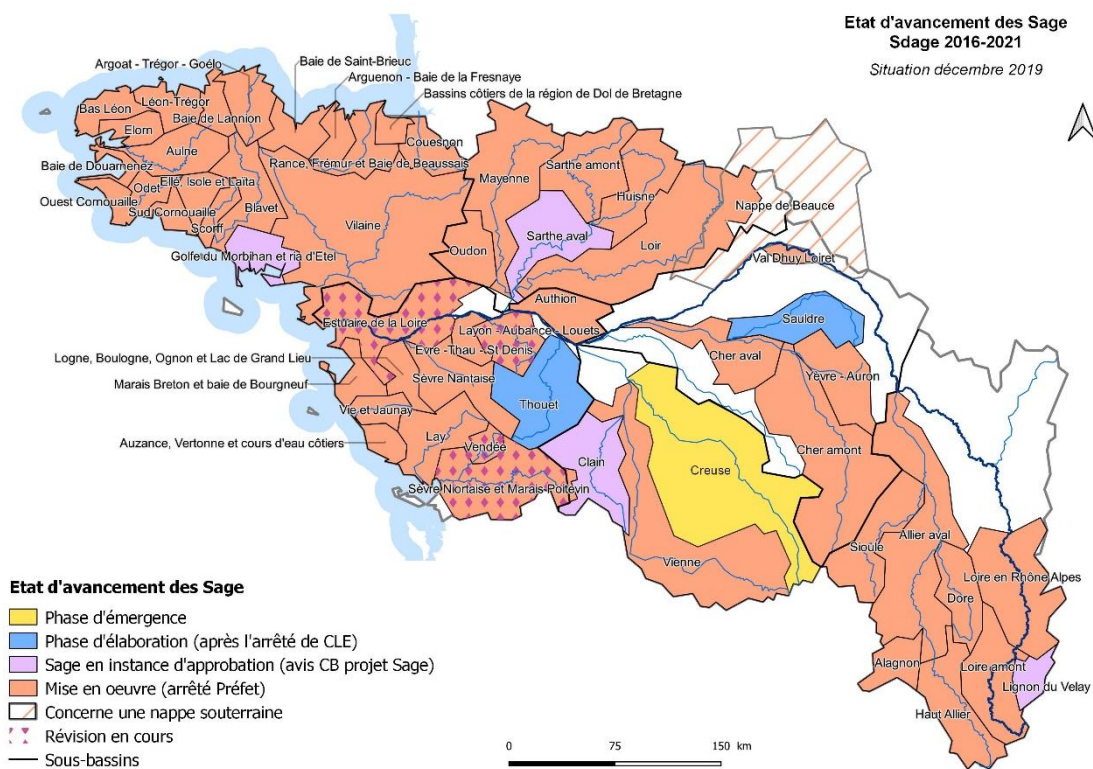 Etat d'avancement des Sage
Sdage 2016-2021
Situation décembre 2019
Argoat - Trégor - Goélo
Baie de Saint-Brieuc
Arguenon - Baie de la Fresnaye
Bassins côtiers de la région de Dol de Bretagne
Bas Léon
Léon-Trégor
Baie de Lannion
Elorn
Couesnon
Aulne
Rance, Frémur et Baie de Beaussais
Baie de Douarnenez
Mayenne
Sarthe amont
Odet
Ellé, Isole et Laïta
Huisne
Ouest Cornouaille
Sud Cornouaille
Blavet
Nappe de Beauce
Scorff
Vilaine
Sarthe aval
Oudon
Loir
Golfe du Morbihan et ria d'Etel
Val Dhuy Loiret
Authion
Estuaire de la Loire
Layon - Aubance - Louets
Sauldre
Evre - Thau - St Denis
Cher aval
Logne, Boulogne, Ognon et Lac de Grand Lieu
Sèvre Nantaise
Marais Breton et baie de Bourgneuf
Yèvre - Auron
Thouet
Vie et Jaunay
Auzance, Vertonne et cours d'eau côtiers
Lay
Vendée
Clain
Creuse
Cher amont
Sèvre Niortaise et Marais Poitevin
Vienne
Sioule
Allier aval
Loire en Rhône Alpes
Dore
Alagnon
Loire amont
Lignon du Velay
Haut Allier
Etat d'avancement des Sage
Phase d'émergence
Phase d'élaboration (après l'arrêté de CLE)
Sage en instance d'approbation (avis CB projet Sage)
Mise en oeuvre (arrêté Préfet)
Concerne une nappe souterraine
Révision en cours
Sous-bassins
0 75 150 km